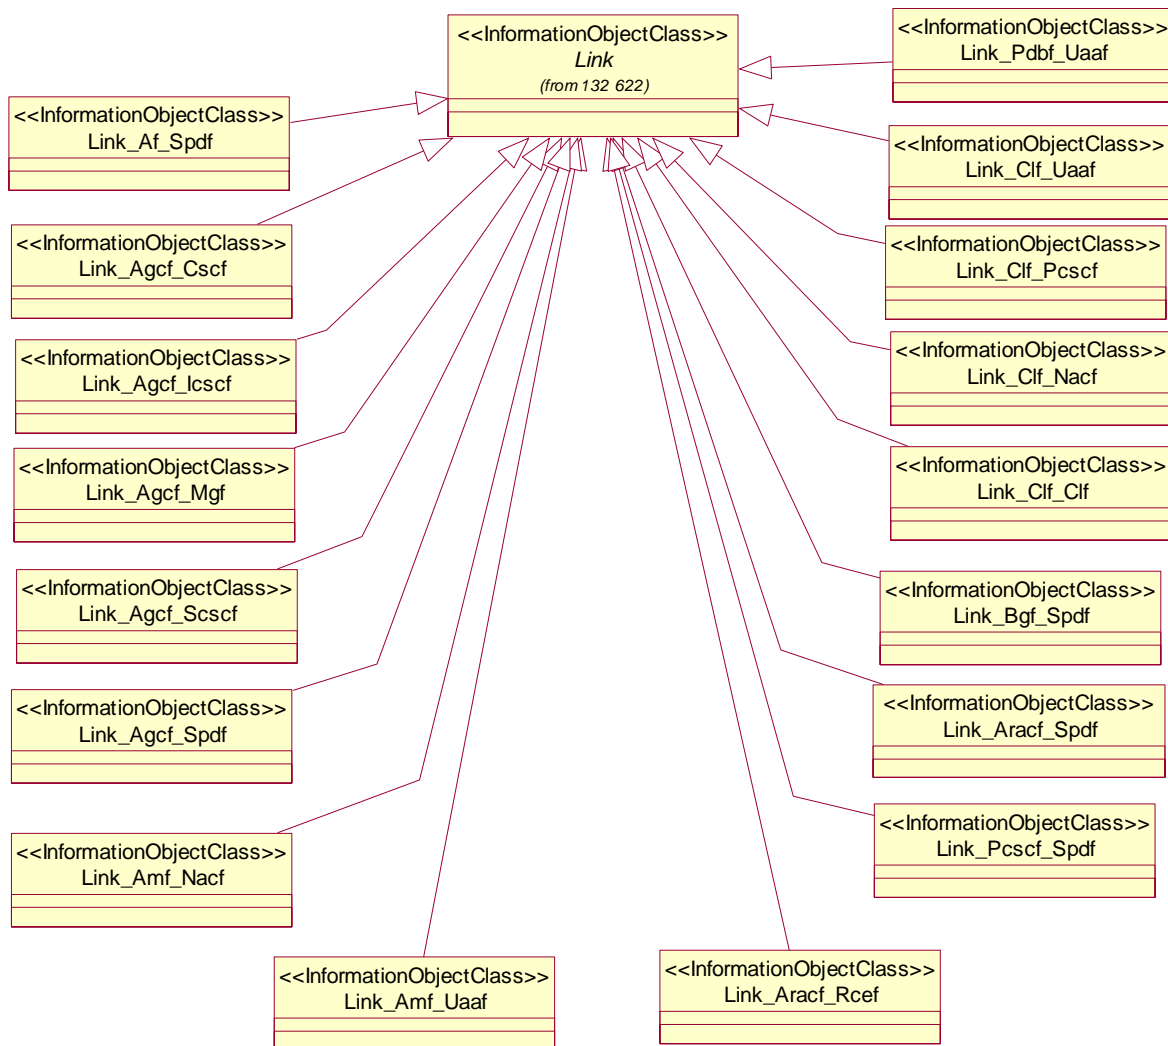 <<InformationObjectClass>>
Link
(from 132 622)
<<InformationObjectClass>>
Link_Pdbf_Uaaf
<<InformationObjectClass>>
Link_Af_Spdf
<<InformationObjectClass>>
Link_Clf_Uaaf
<<InformationObjectClass>>
Link_Agcf_Cscf
<<InformationObjectClass>>
Link_Clf_Pcscf
<<InformationObjectClass>>
Link_Agcf_Icscf
<<InformationObjectClass>>
Link_Clf_Nacf
<<InformationObjectClass>>
Link_Agcf_Mgf
<<InformationObjectClass>>
Link_Clf_Clf
<<InformationObjectClass>>
Link_Agcf_Scscf
<<InformationObjectClass>>
Link_Bgf_Spdf
<<InformationObjectClass>>
Link_Agcf_Spdf
<<InformationObjectClass>>
Link_Aracf_Spdf
<<InformationObjectClass>>
Link_Amf_Nacf
<<InformationObjectClass>>
Link_Pcscf_Spdf
<<InformationObjectClass>>
Link_Amf_Uaaf
<<InformationObjectClass>>
Link_Aracf_Rcef